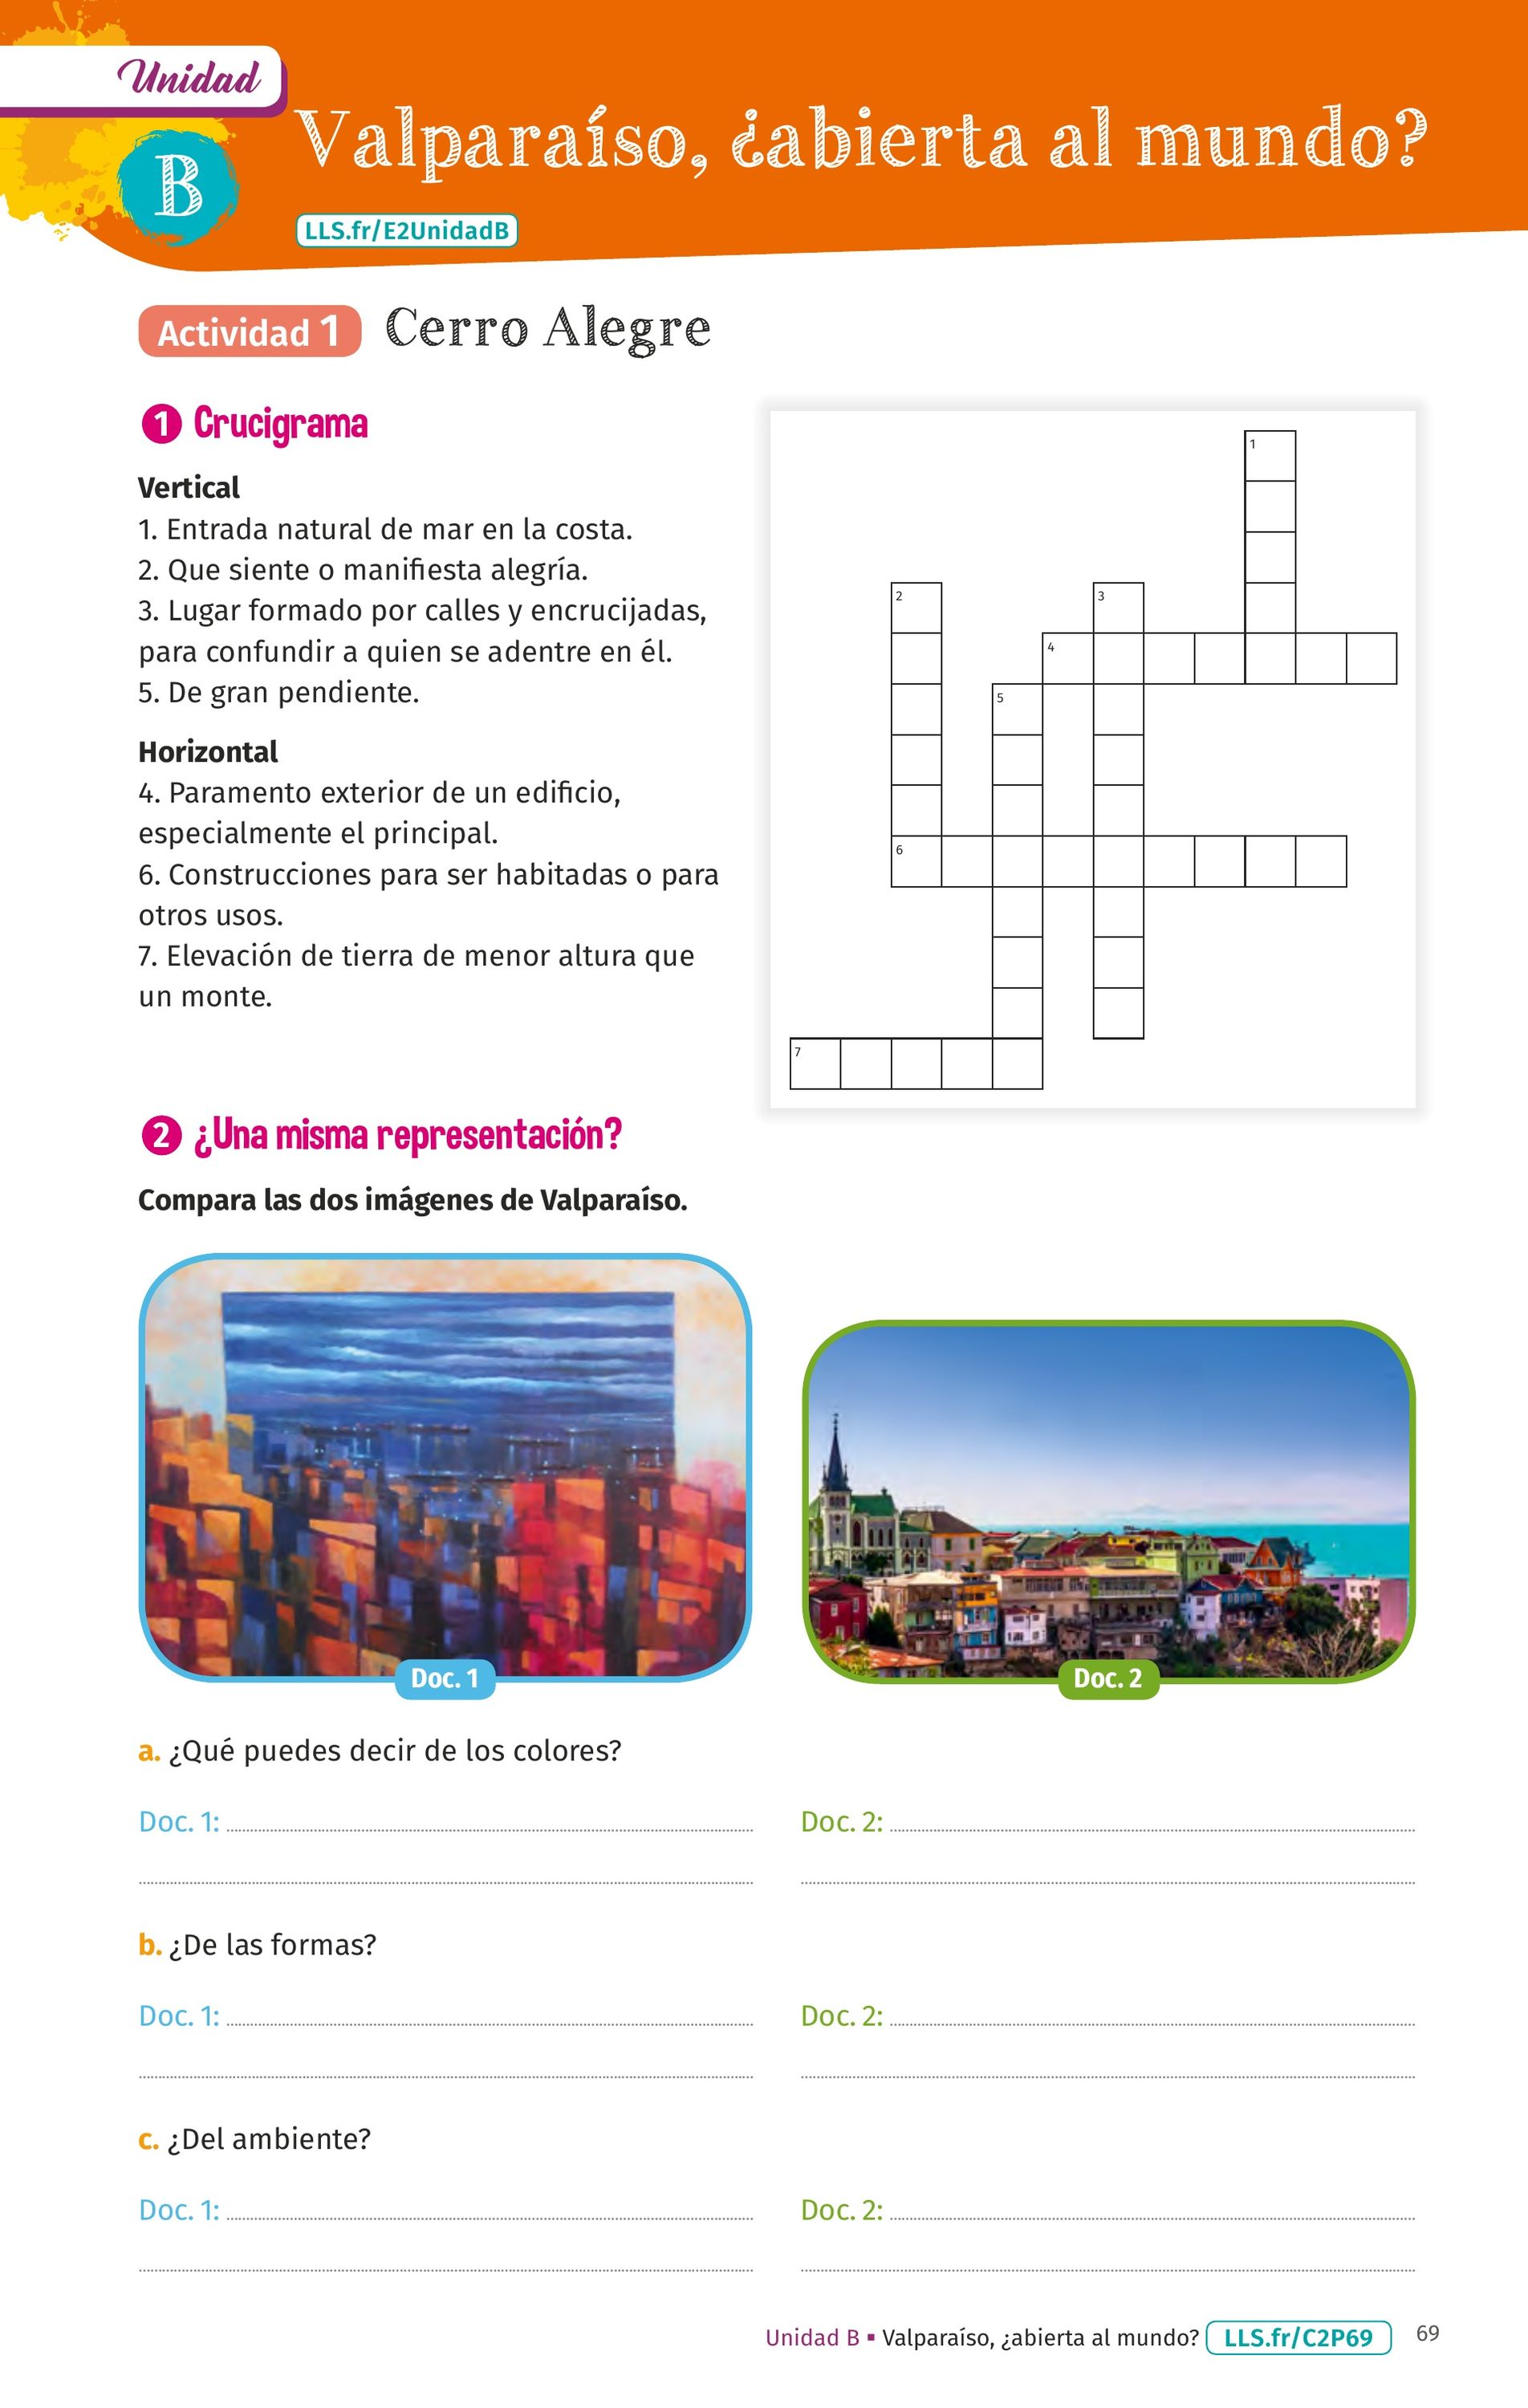 Unidad
B
Valparaíso, ¿abierta al mundo?
LLS.fr/E2UnidadB
Actividad 1 Cerro Alegre
1 Crucigrama
Vertical
1. Entrada natural de mar en la costa.
2. Que siente o manifiesta alegría.
3. Lugar formado por calles y encrucijadas,
para confundir a quien se adentre en él.
5. De gran pendiente.
Horizontal
4. Paramento exterior de un edificio,
especialmente el principal.
6. Construcciones para ser habitadas o para
otros usos.
7. Elevación de tierra de menor altura que
un monte.
1
2
3
4
5
6
7
2 ¿Una misma representación?
Compara las dos imágenes de Valparaíso.
Doc. 1
Doc. 2
a. ¿Qué puedes decir de los colores?
Doc. 1:
Doc. 2:
b. ¿De las formas?
Doc. 1:
Doc. 2:
c. ¿Del ambiente?
Doc. 1:
Doc. 2:
Unidad B ▪ Valparaíso, ¿abierta al mundo? LLS.fr/C2P69 69